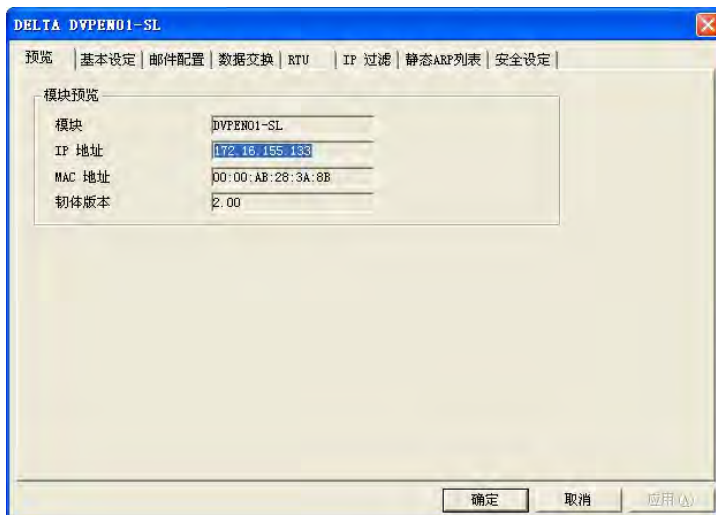 DELTA DVPEN01-SL
预览 基本设定 邮件配置 数据交换 RTU IP 过滤 静态ARP列表 安全设定
模块预览
模块 DVPEN01-SL
IP 地址 172.16.155.133
MAC 地址 00:00:AB:28:3A:8B
韧体版本 2.00
确定 取消 应用(A)